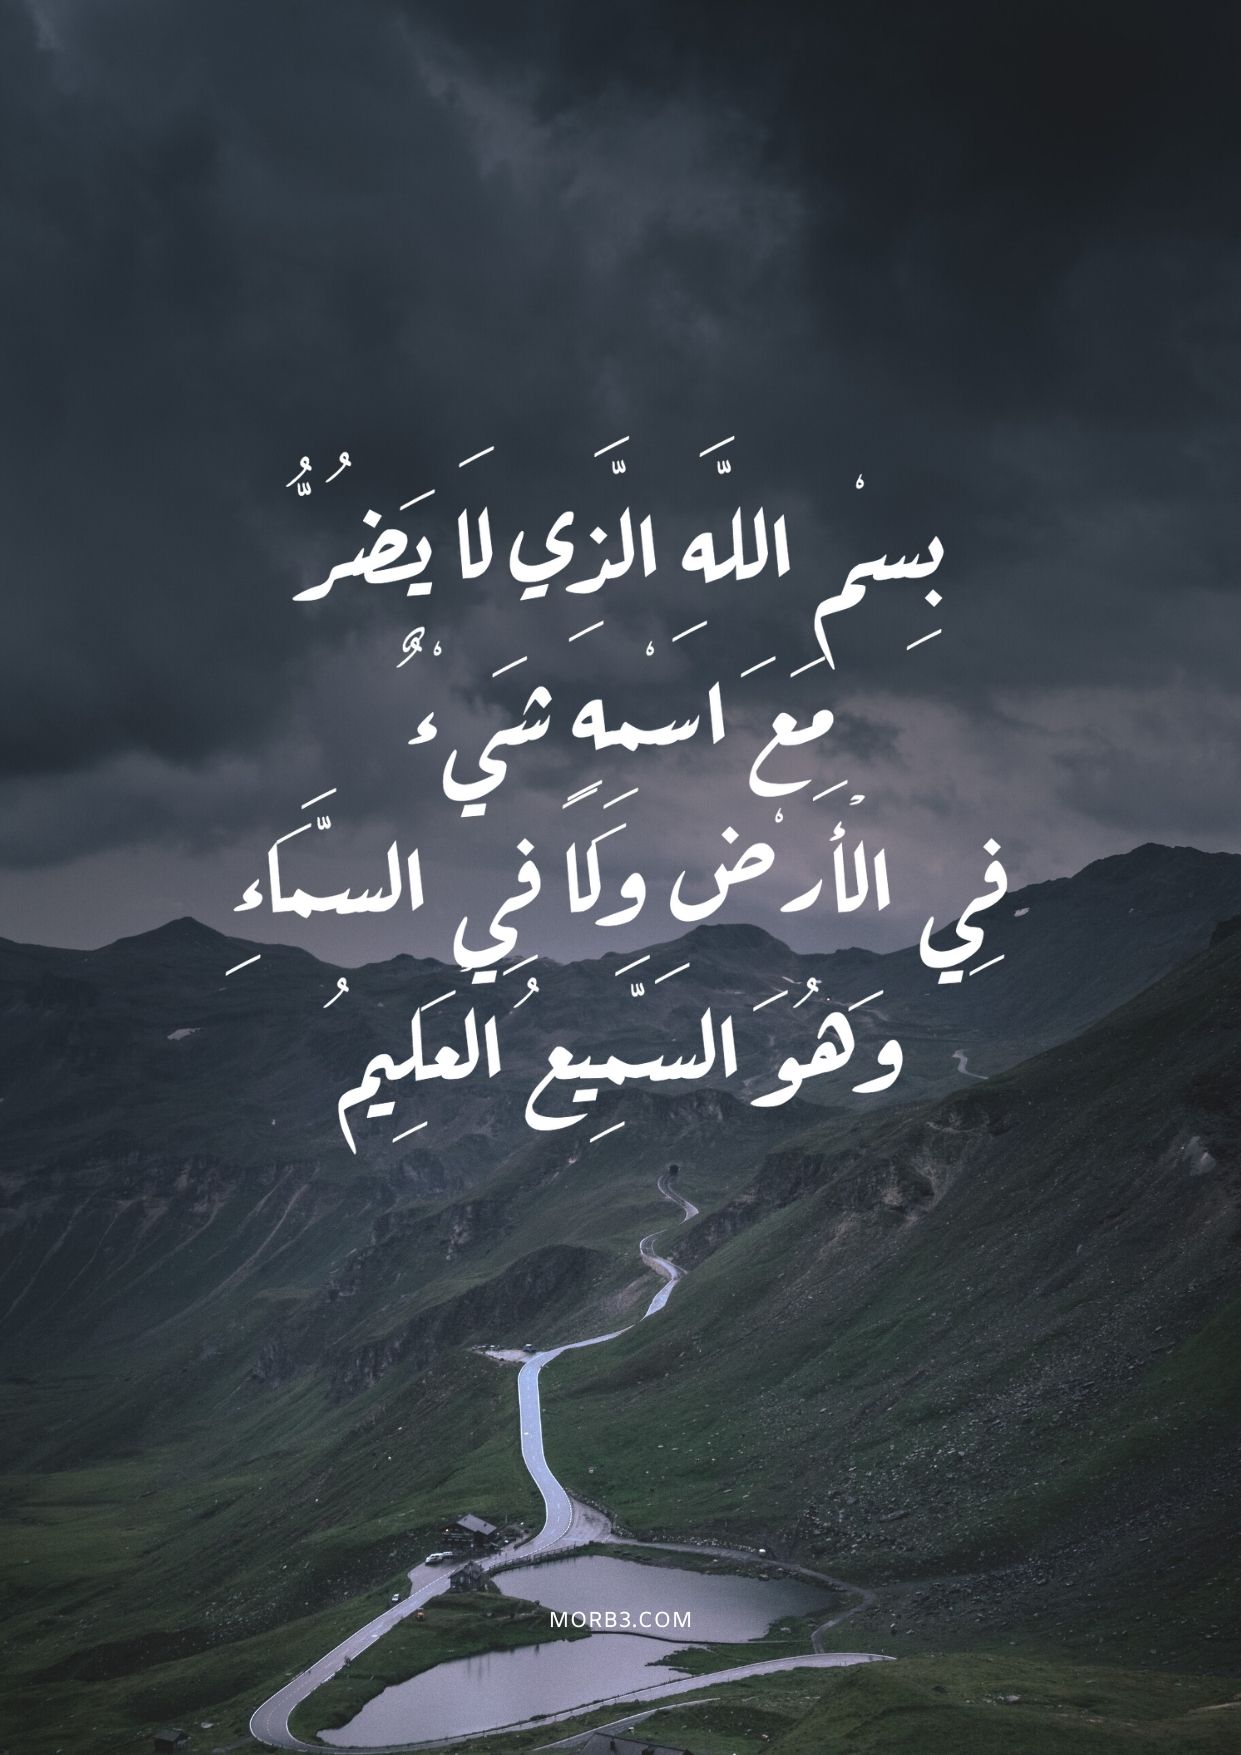 بِسْمِ اللَّهِ الَّذِي لَا يَضُرُّ
مَعَ اسْمِهِ شَيْءٌ
فِي الْأَرْضِ وَلَا فِي السَّمَاءِ
وَهُوَ السَّمِيعُ الْعَلِيمُ
MORB3.COM